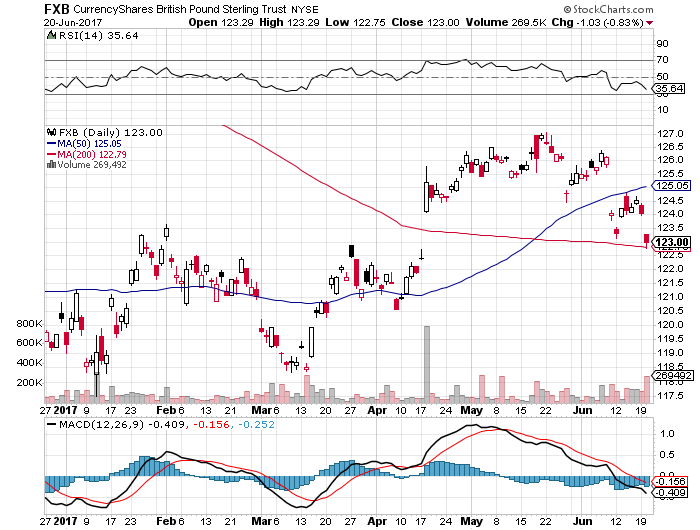 FXB CurrencyShares British Pound Sterling Trust NYSE © StockCharts.com
20-Jun-2017 Open 123.29 High 123.29 Low 122.75 Close 123.00 Volume 269.5K Chg -1.03 (-0.83%)
RSI(14) 35.64
90
70
50
35.64
30
10
FXB (Daily) 123.00
MA(50) 125.05
MA(200) 122.79
Volume 269,492
127.0
126.5
126.0
125.5
125.05
124.5
124.0
123.5
123.00
122.5
122.0
121.5
121.0
120.5
120.0
119.5
119.0
118.5
269492
118.0
117.5
800K
600K
400K
200K
27 2017 9 17 23 Feb 6 13 21 Mar 6 13 20 27 Apr 10 17 24 May 8 15 22 Jun 12 19
MACD(12,26,9) -0.409, -0.156, -0.252
1.0
0.5
0.0
-0.156
-0.409
27 2017 9 17 23 Feb 6 13 21 Mar 6 13 20 27 Apr 10 17 24 May 8 15 22 Jun 12 19